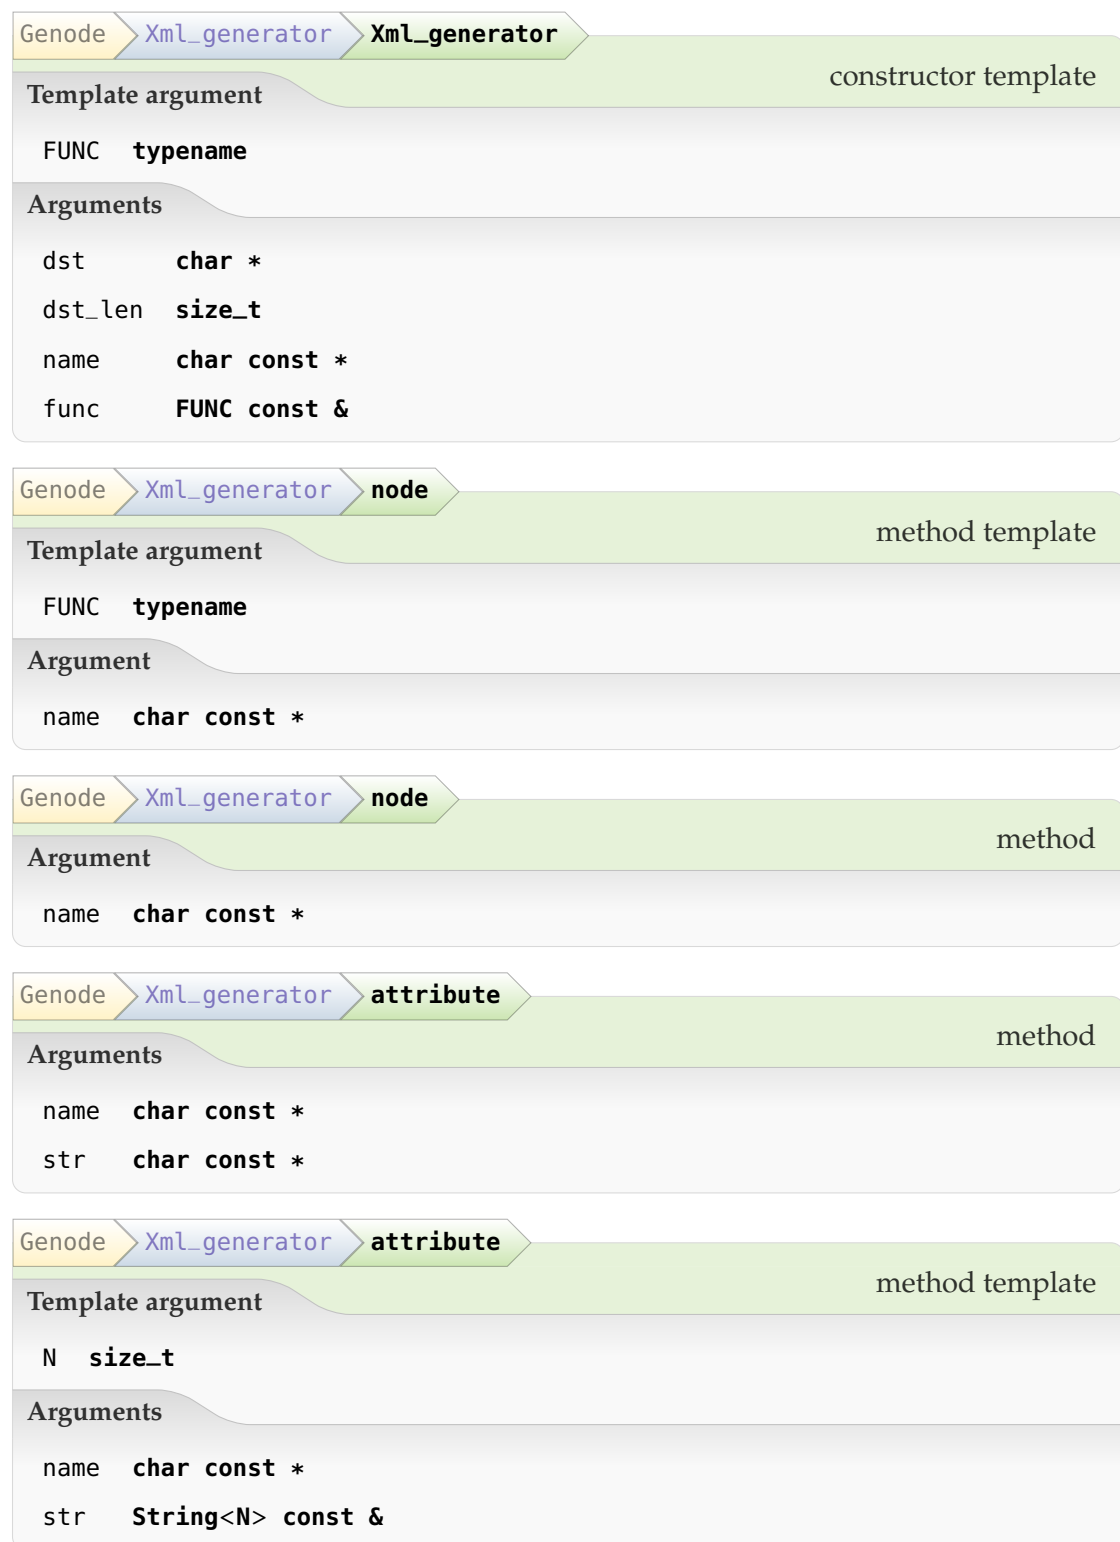 Genode Xml_generator Xml_generator
constructor template
Template argument
FUNC typename
Arguments
dst char *
dst_len size_t
name char const *
func FUNC const &
Genode Xml_generator node
method template
Template argument
FUNC typename
Argument
name char const *
Genode Xml_generator node
method
Argument
name char const *
Genode Xml_generator attribute
method
Arguments
name char const *
str char const *
Genode Xml_generator attribute
method template
Template argument
N size_t
Arguments
name char const *
str String<N> const &